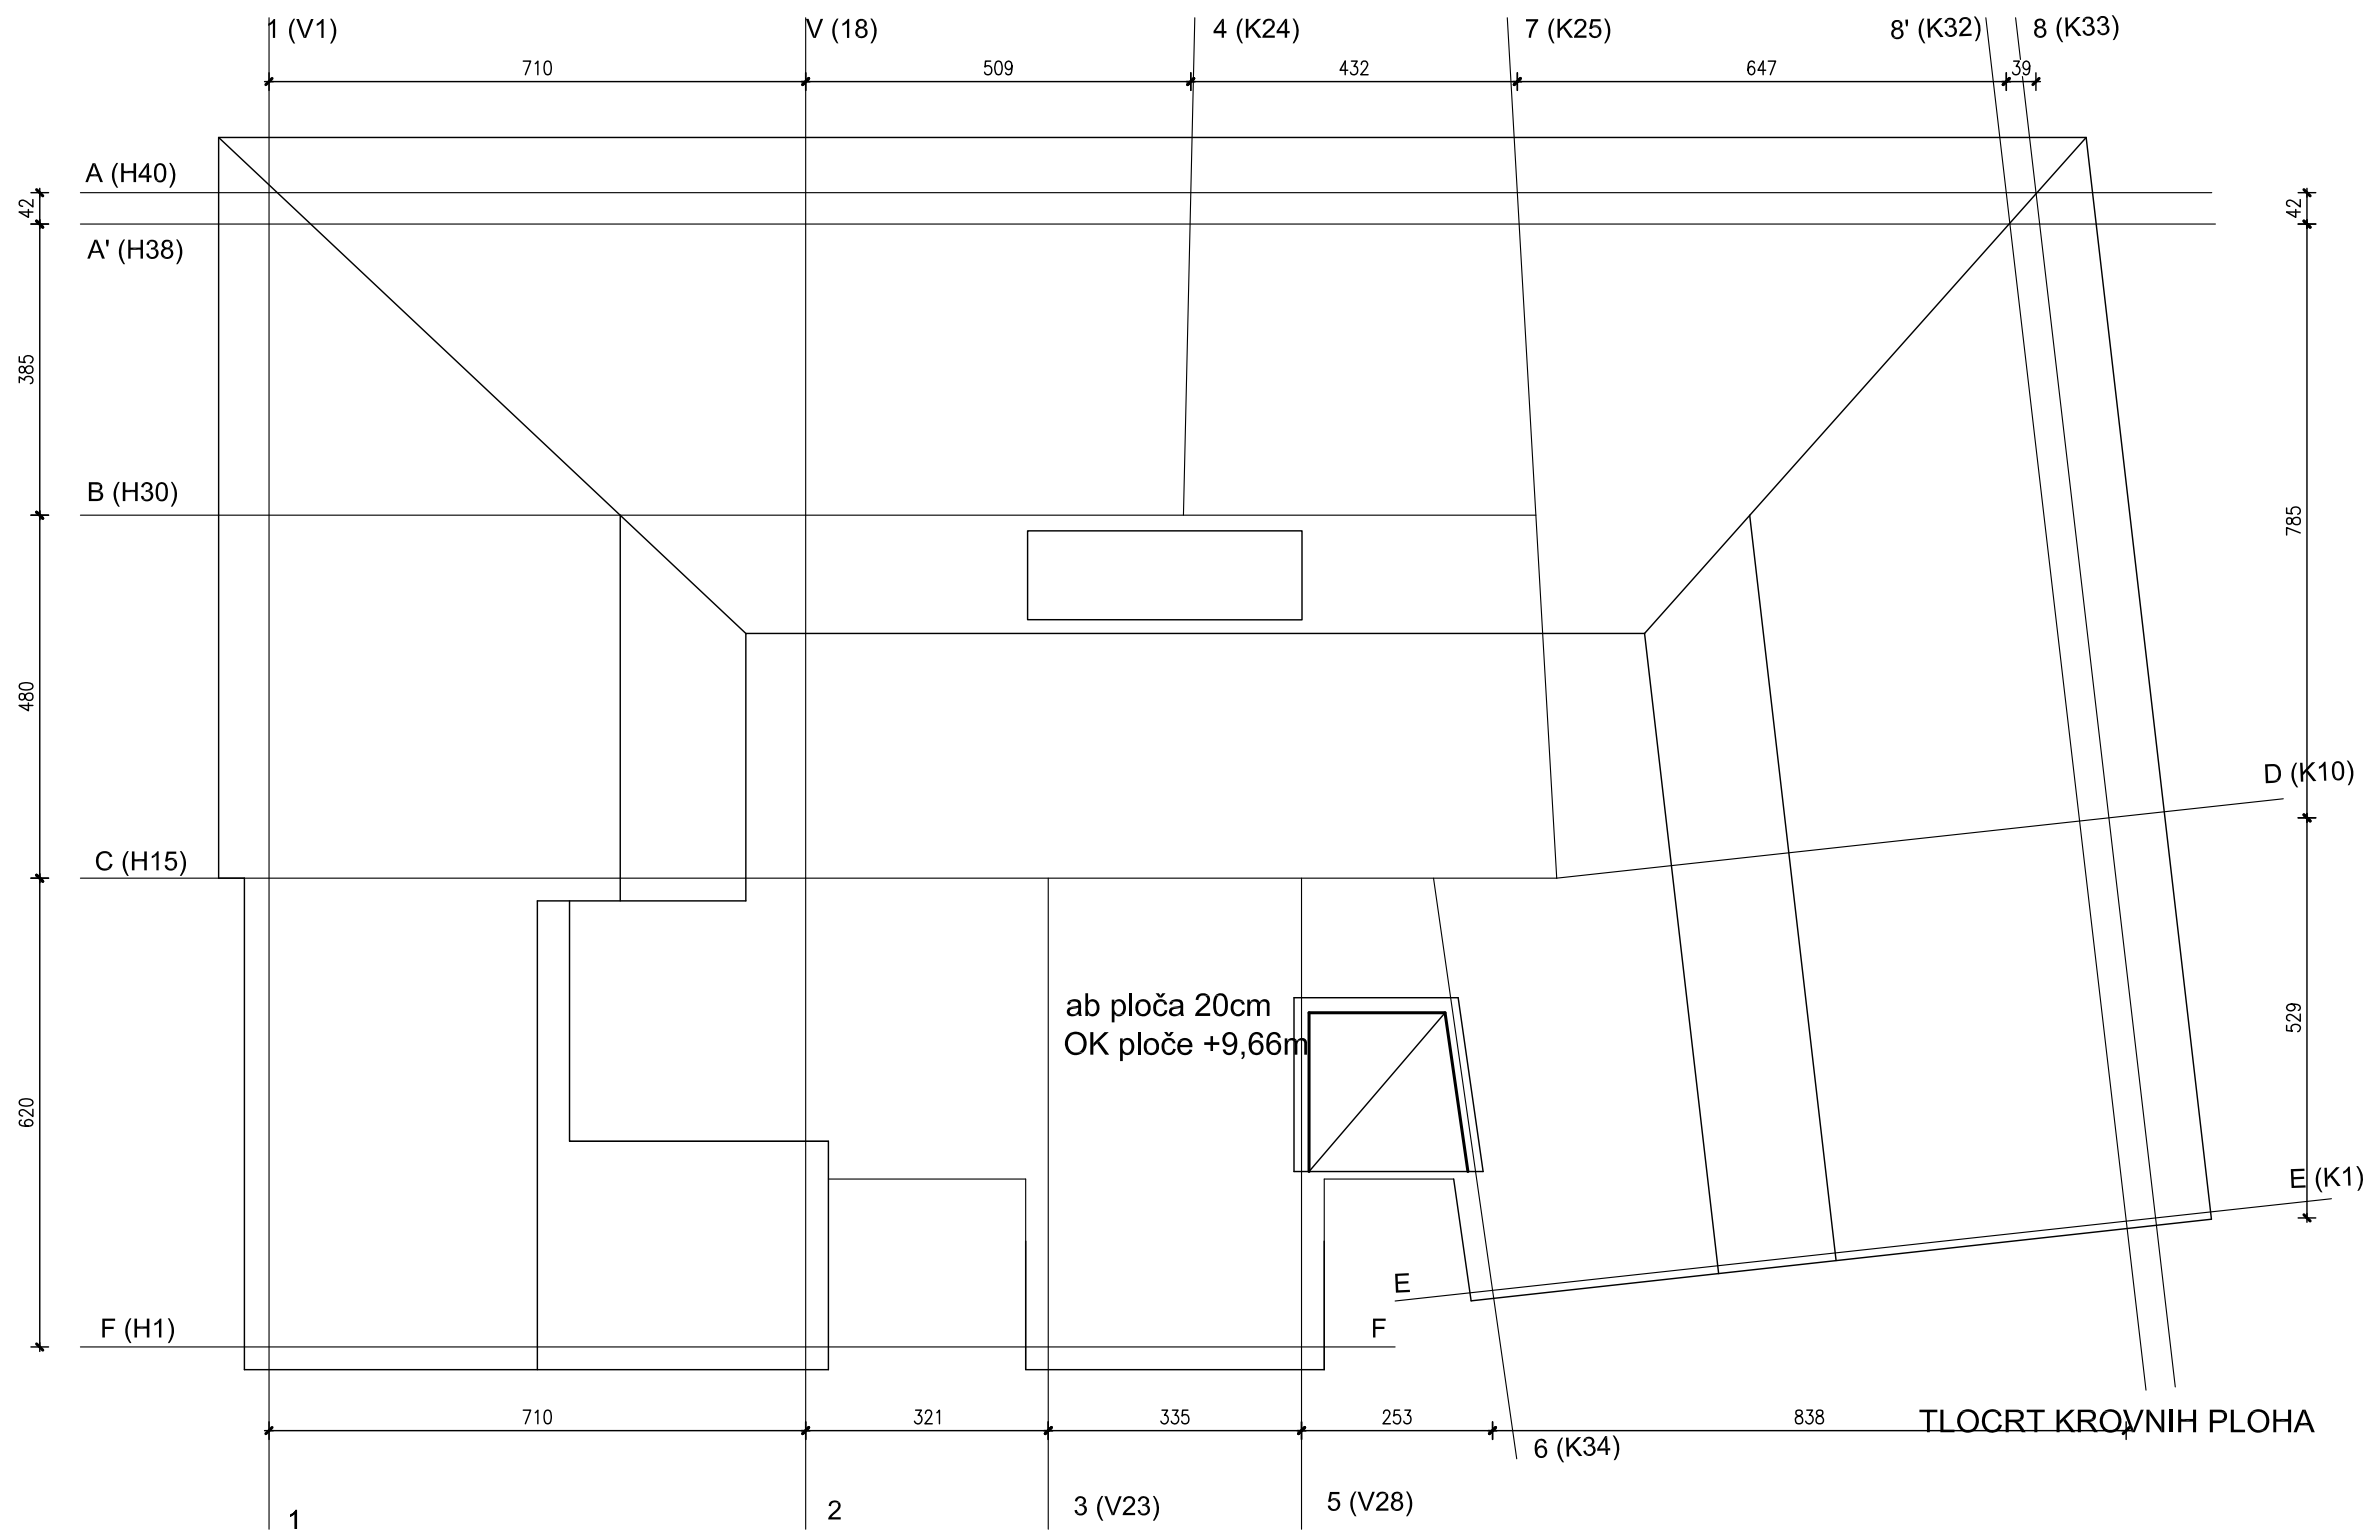 1 (V1)
V (18)
4 (K24)
7 (K25)
8' (K32)
8 (K33)
710
509
432
647
39
A (H40)
42
42
A' (H38)
385
B (H30)
785
480
D (K10)
C (H15)
ab ploča 20cm
OK ploče +9,66m
529
620
E (K1)
E
F (H1)
F
710
321
335
253
838
TLOCRT KROVNIH PLOHA
6 (K34)
1
2
3 (V23)
5 (V28)